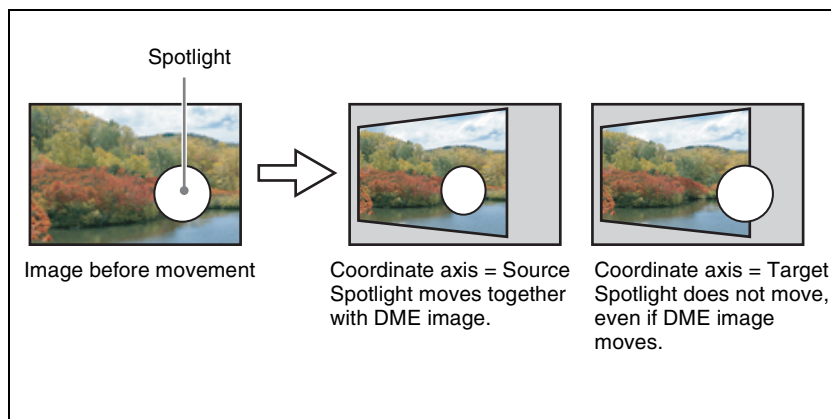 Spotlight
Image before movement
Coordinate axis = Source
Spotlight moves together
with DME image.
Coordinate axis = Target
Spotlight does not move,
even if DME image
moves.